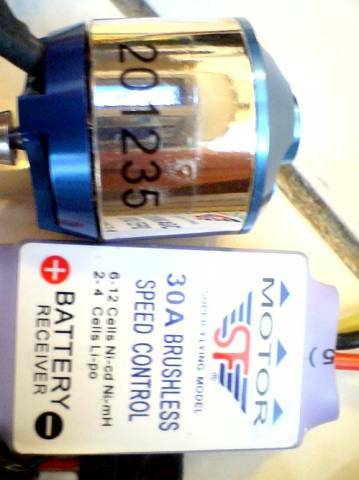 201235
MOTOR
SF®
SUPER FLYING MODEL
30A BRUSHLESS
SPEED CONTROL
6-12 Cells Ni-cd Ni-mH
2-4 Cells Li-po
+ BATTERY -
RECEIVER